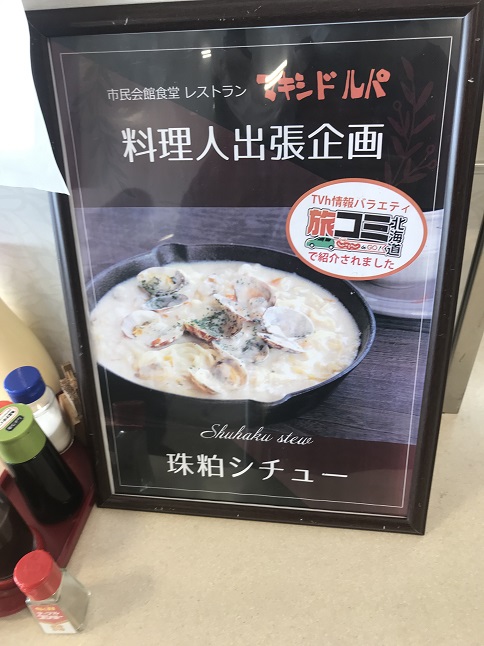 市民会館食堂 レストラン マキシドルパ
料理人出張企画
TVh情報バラエティ
旅コミ北海道
で紹介されました
Shuhaku stew
珠粕シチュー